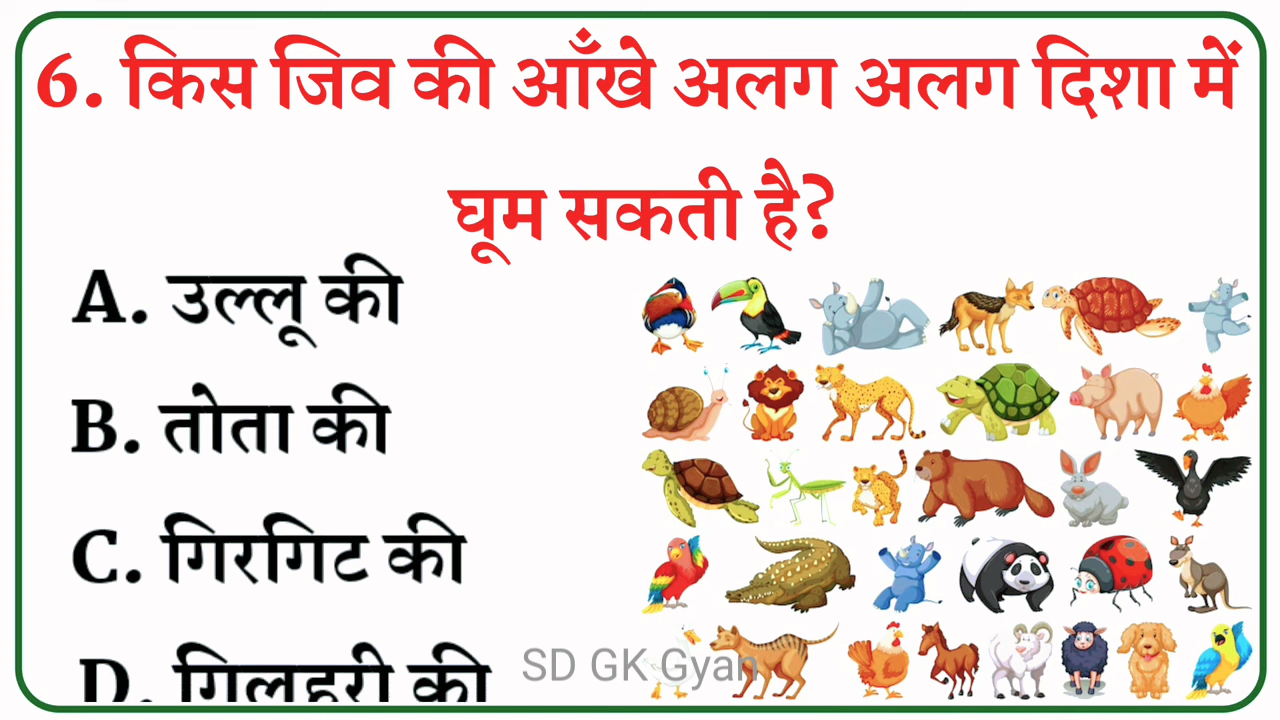 6. किस जिव की आँखे अलग अलग दिशा में
घूम सकती है?
A. उल्लू की
B. तोता की
C. गिरगिट की
D. गिलहरी की
SD GK Gyan